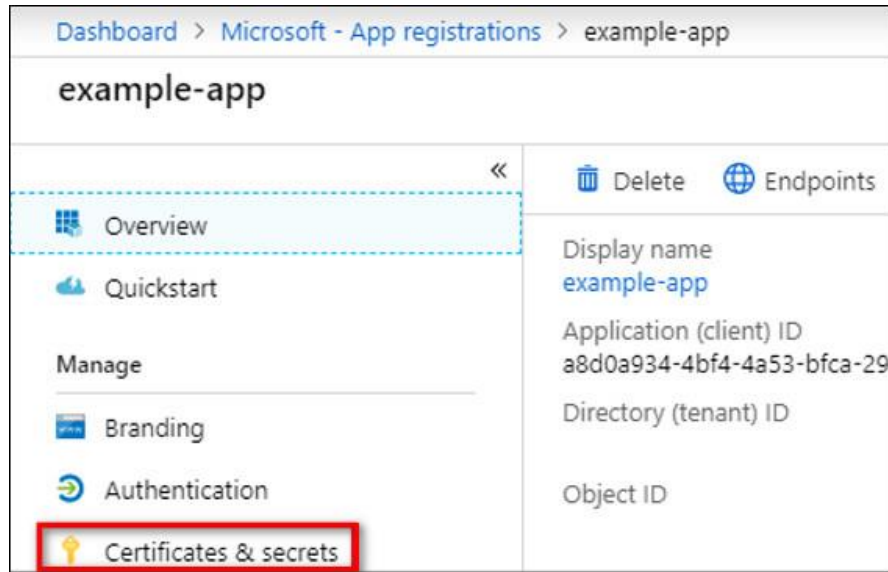 Dashboard > Microsoft - App registrations > example-app
example-app
«
Overview
Quickstart
Manage
Branding
Authentication
Certificates & secrets
Delete Endpoints
Display name
example-app
Application (client) ID
a8d0a934-4bf4-4a53-bfca-29
Directory (tenant) ID
Object ID